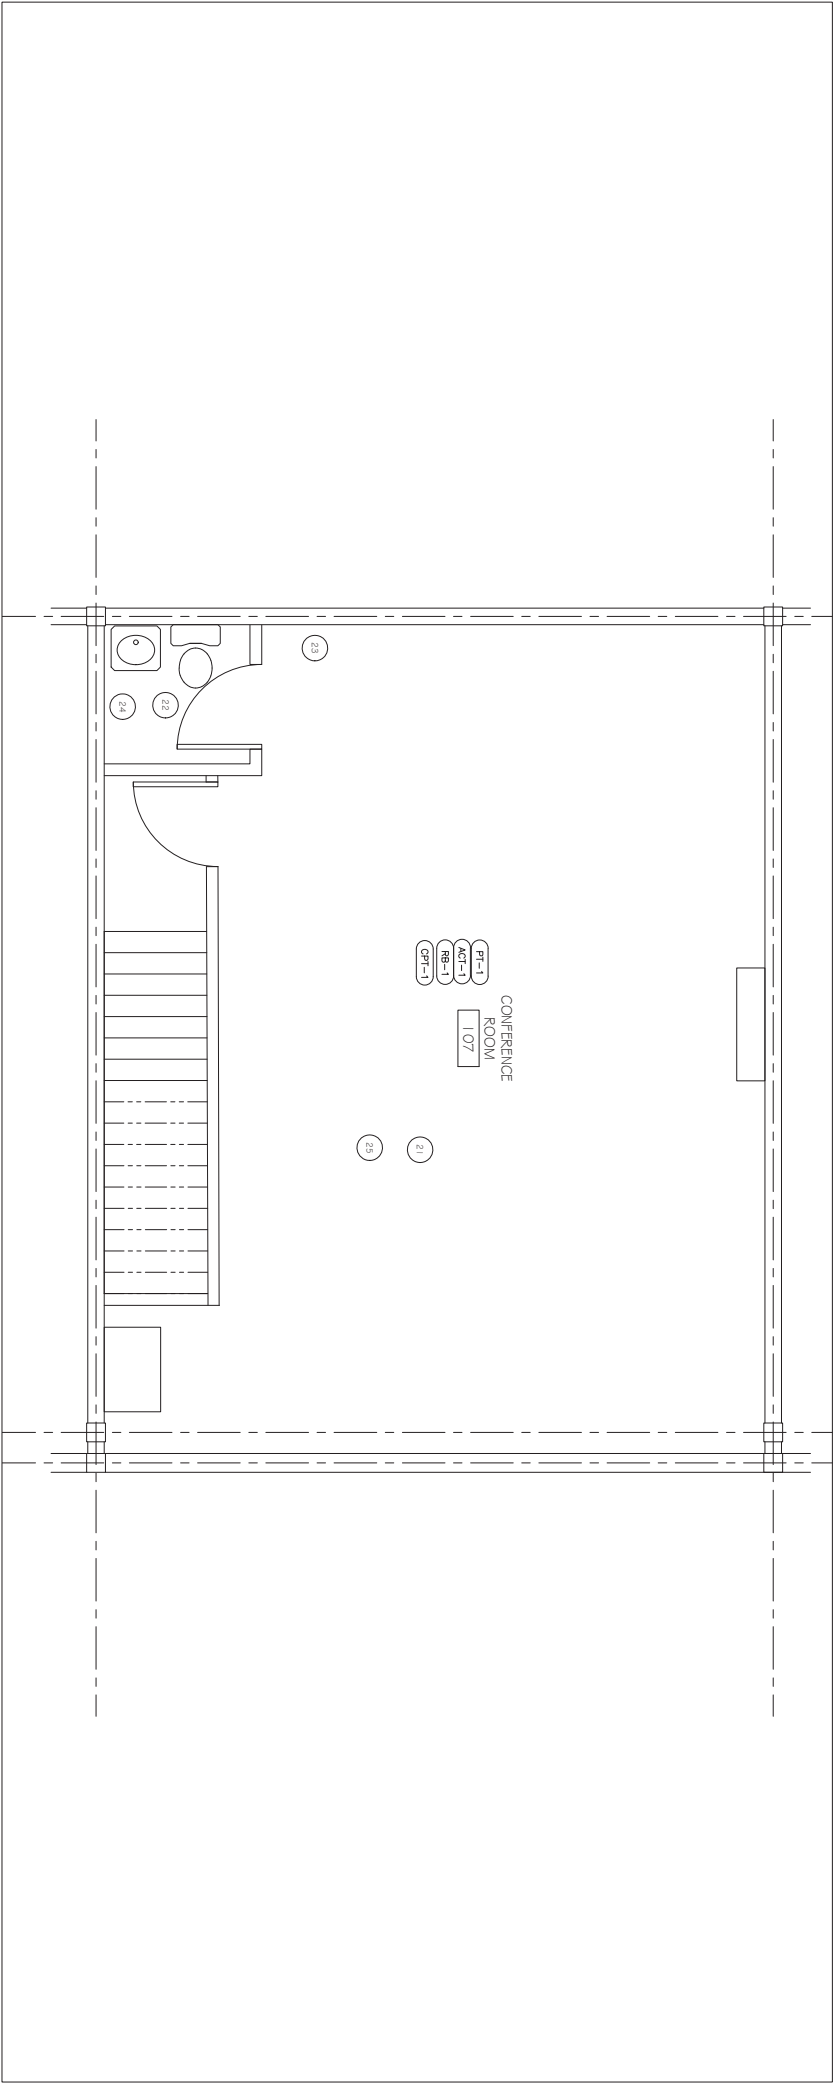 CONFERENCE
ROOM
107
PT-1
ACT-1
RB-1
CPT-1
23
22
24
21
25